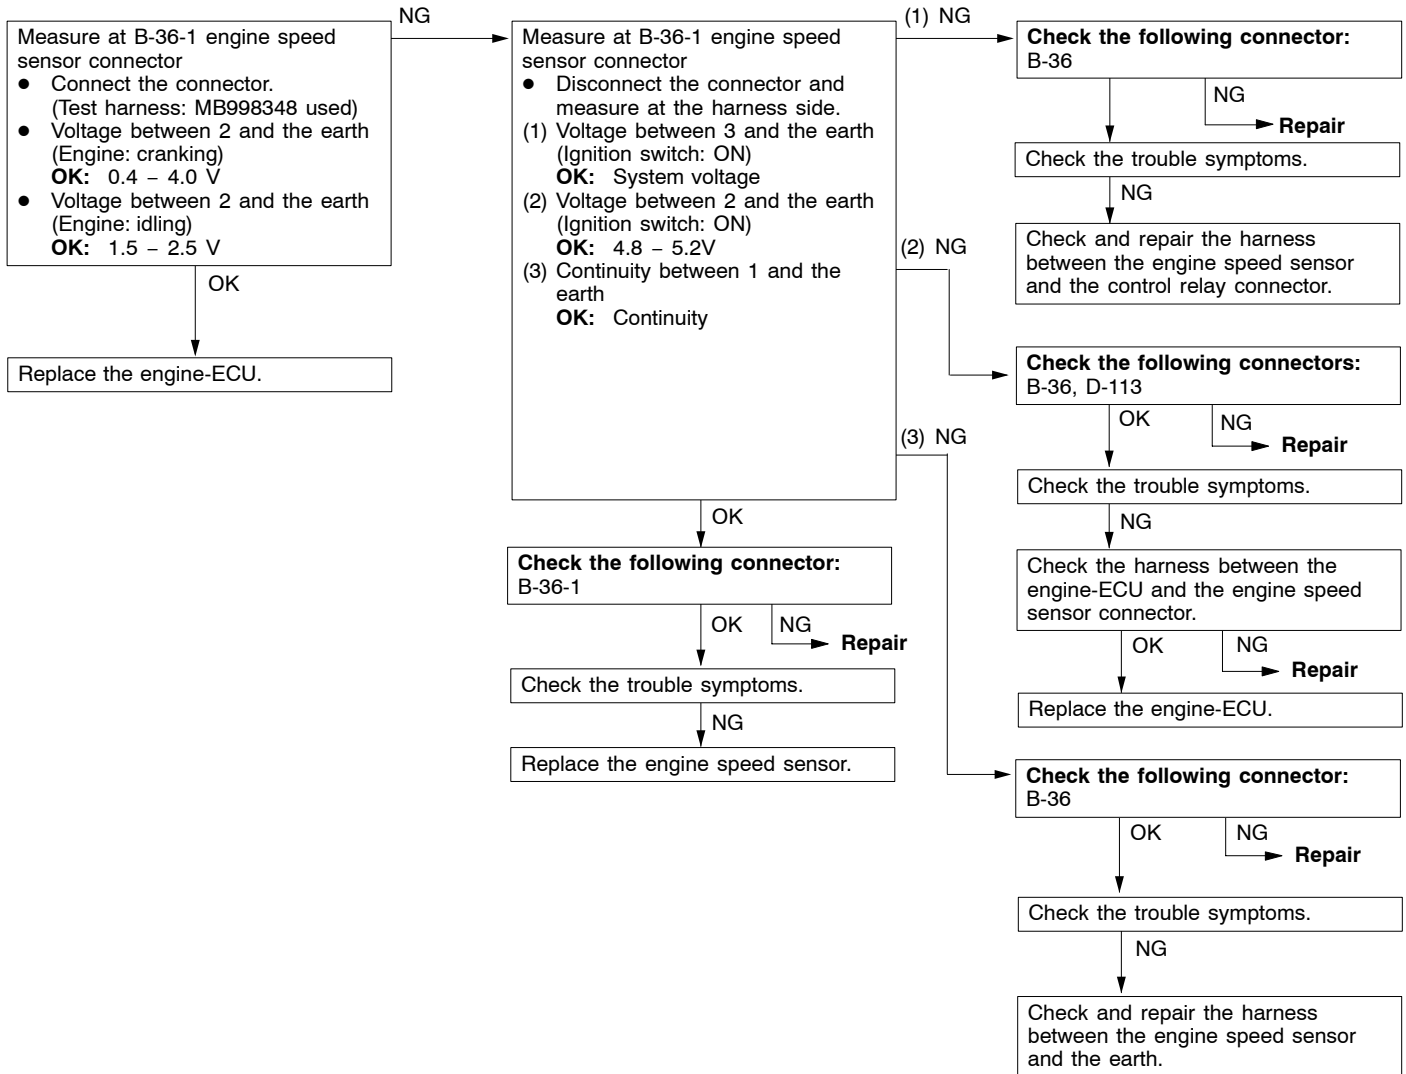 NG
Measure at B-36-1 engine speed
sensor connector
● Connect the connector.
(Test harness: MB998348 used)
● Voltage between 2 and the earth
(Engine: cranking)
OK: 0.4 – 4.0 V
● Voltage between 2 and the earth
(Engine: idling)
OK: 1.5 – 2.5 V
OK
Replace the engine-ECU.
Measure at B-36-1 engine speed
sensor connector
● Disconnect the connector and
measure at the harness side.
(1) Voltage between 3 and the earth
(Ignition switch: ON)
OK: System voltage
(2) Voltage between 2 and the earth
(Ignition switch: ON)
OK: 4.8 – 5.2V
(3) Continuity between 1 and the
earth
OK: Continuity
OK
Check the following connector:
B-36-1
OK
NG
Repair
Check the trouble symptoms.
NG
Replace the engine speed sensor.
(1) NG
Check the following connector:
B-36
NG
Repair
Check the trouble symptoms.
NG
Check and repair the harness
between the engine speed sensor
and the control relay connector.
(2) NG
Check the following connectors:
B-36, D-113
OK
NG
Repair
Check the trouble symptoms.
NG
Check the harness between the
engine-ECU and the engine speed
sensor connector.
OK
NG
Repair
Replace the engine-ECU.
(3) NG
Check the following connector:
B-36
OK
NG
Repair
Check the trouble symptoms.
NG
Check and repair the harness
between the engine speed sensor
and the earth.